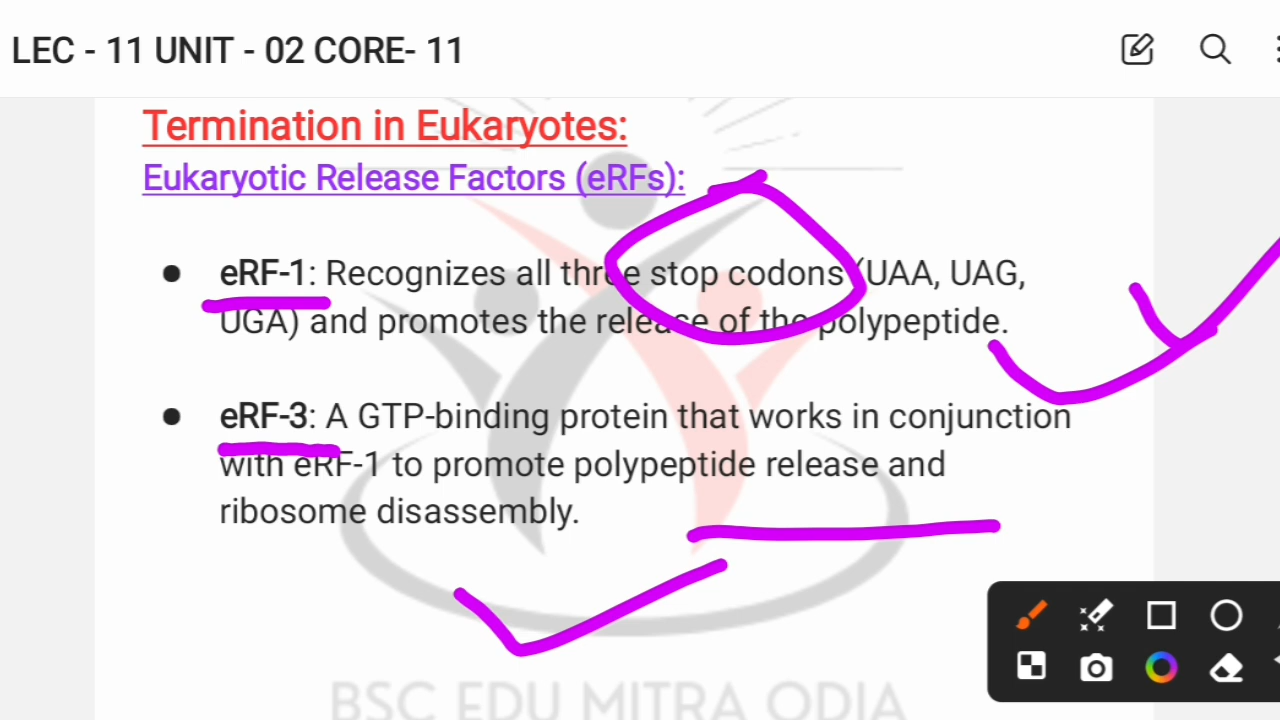 LEC - 11 UNIT - 02 CORE- 11
Termination in Eukaryotes:
Eukaryotic Release Factors (eRFs):
● eRF-1: Recognizes all three stop codons (UAA, UAG,
UGA) and promotes the release of the polypeptide.
● eRF-3: A GTP-binding protein that works in conjunction
with eRF-1 to promote polypeptide release and
ribosome disassembly.
BSC EDU MITRA ODIA